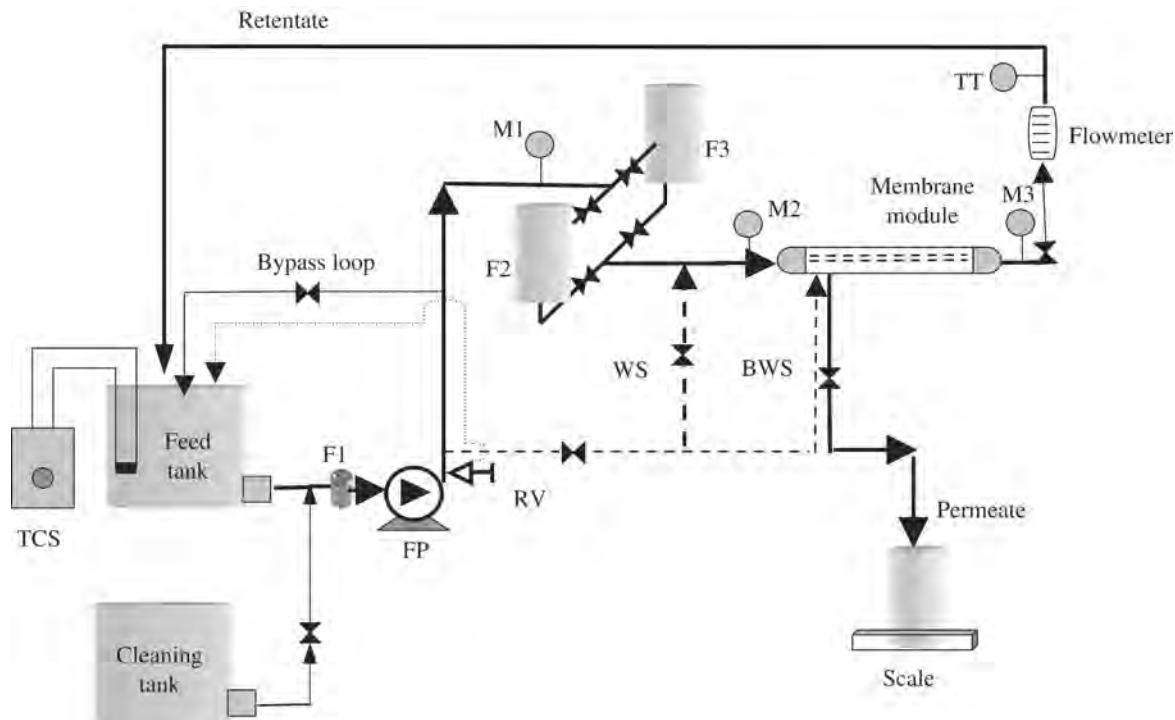 Retentate
TT
M1
F3
Flowmeter
Membrane
module
M2
M3
F2
Bypass loop
WS
BWS
Feed
tank
F1
RV
TCS
FP
Permeate
Cleaning
tank
Scale